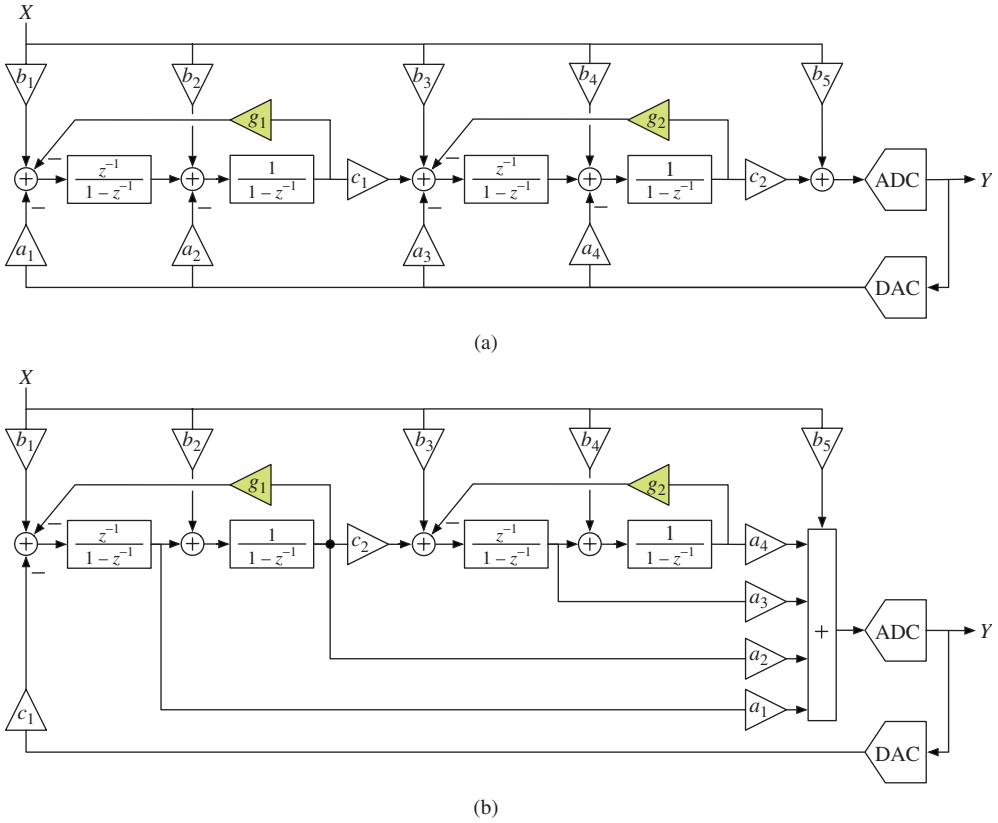 X
b₁ b₂ b₃ b₄ b₅
g₁ g₂
− −
+ z⁻¹ / 1 − z⁻¹ + 1 / 1 − z⁻¹ c₁ + z⁻¹ / 1 − z⁻¹ + 1 / 1 − z⁻¹ c₂ + ADC Y
− − − −
a₁ a₂ a₃ a₄
DAC
(a)
X
b₁ b₂ b₃ b₄ b₅
g₁ g₂
− −
+ z⁻¹ / 1 − z⁻¹ + 1 / 1 − z⁻¹ c₂ + z⁻¹ / 1 − z⁻¹ + 1 / 1 − z⁻¹ a₄
−
a₃
+ ADC Y
a₂
c₁ a₁
DAC
(b)